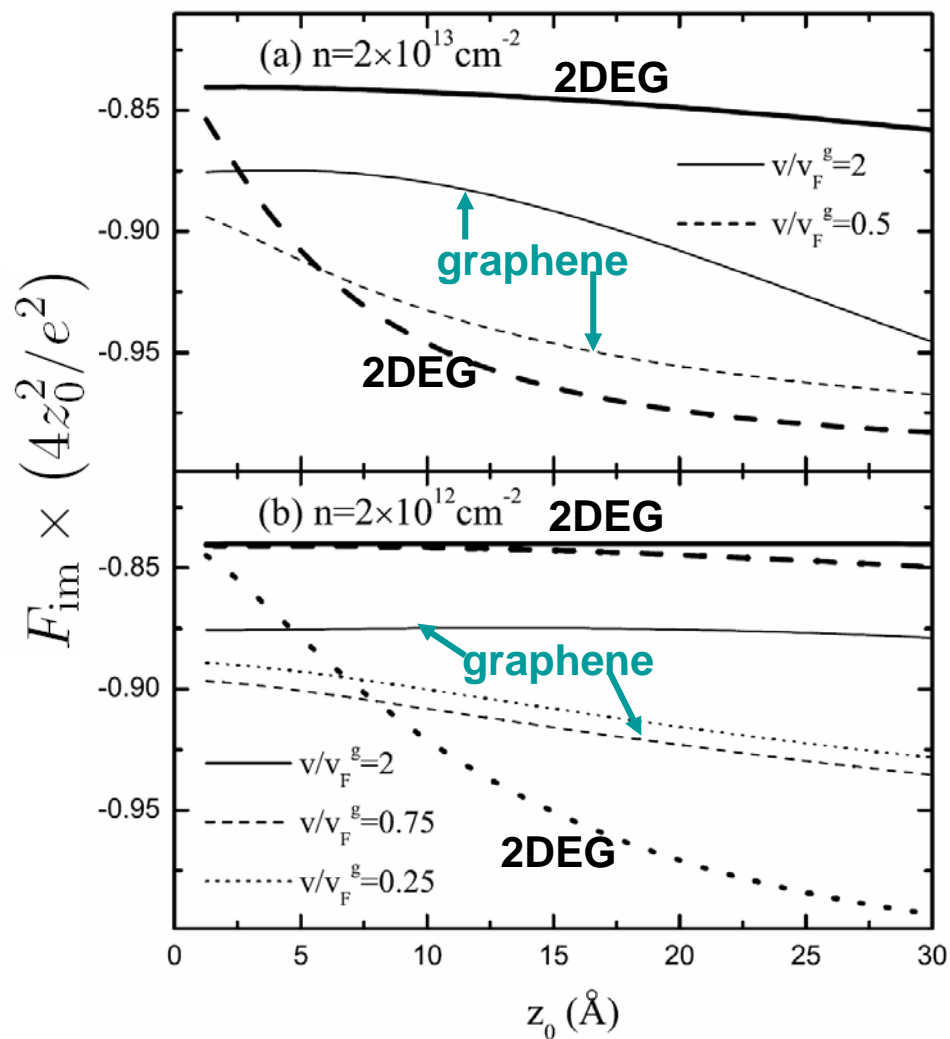 (a) n=2×10¹³cm⁻²
2DEG
-0.85
v/v_F^g=2
-0.90
v/v_F^g=0.5
graphene
-0.95
2DEG
F_im × (4z_0²/e²)
(b) n=2×10¹²cm⁻²
2DEG
-0.85
graphene
-0.90
v/v_F^g=2
v/v_F^g=0.75
-0.95
2DEG
v/v_F^g=0.25
0 5 10 15 20 25 30
z_0 (Å)